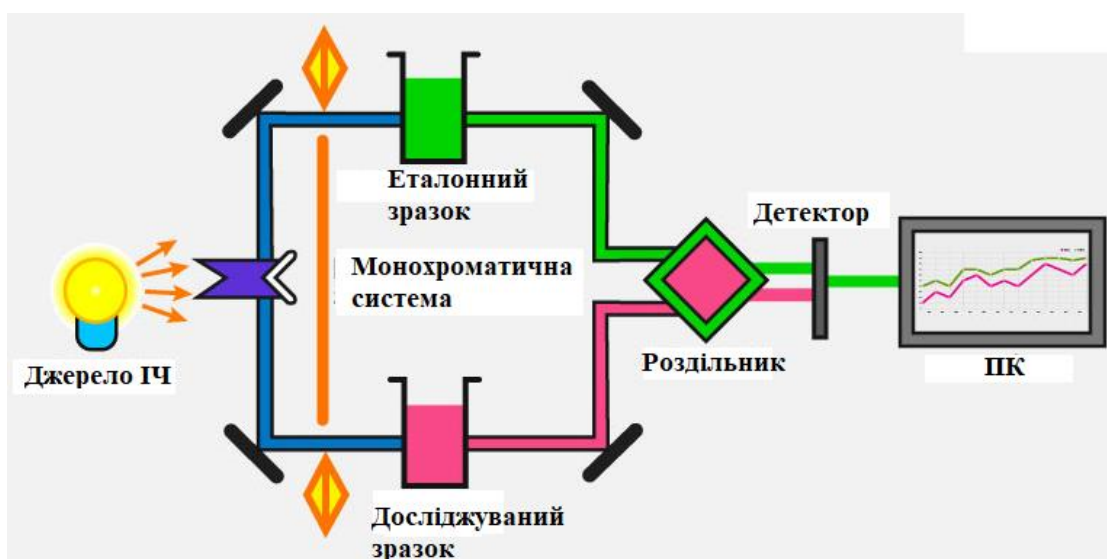 Еталонний
зразок
Детектор
Монохроматична
система
Джерело ІЧ
Роздільник
ПК
Досліджуваний
зразок